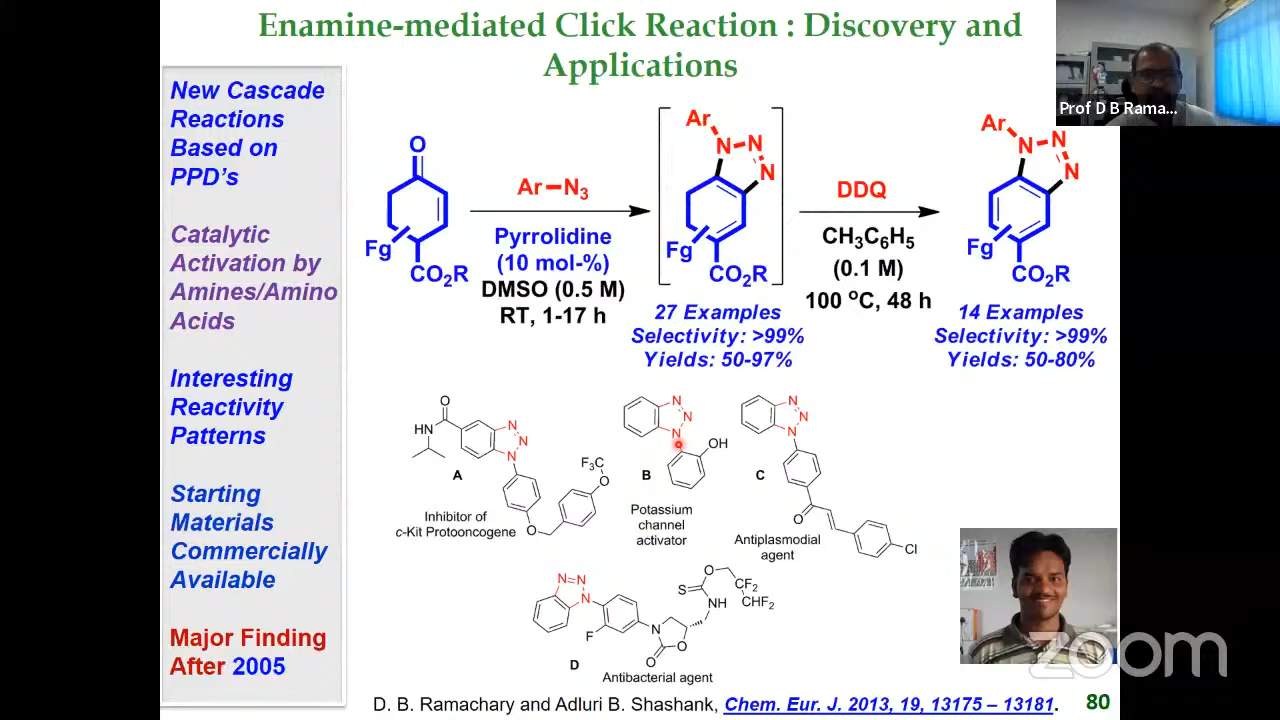 Enamine-mediated Click Reaction : Discovery and
Applications
Prof D B Rama...
New Cascade
Reactions
Based on
PPD's
Catalytic
Activation by
Amines/Amino
Acids
Interesting
Reactivity
Patterns
Starting
Materials
Commercially
Available
Major Finding
After 2005
O
Fg
CO₂R
Ar–N₃
Pyrrolidine
(10 mol-%)
DMSO (0.5 M)
RT, 1-17 h
Ar
N
N
N
Fg
CO₂R
27 Examples
Selectivity: >99%
Yields: 50-97%
DDQ
CH₃C₆H₅
(0.1 M)
100 ᴼC, 48 h
Ar
N
N
N
Fg
CO₂R
14 Examples
Selectivity: >99%
Yields: 50-80%
O
HN
N
N
N
F₃C
O
O
A
Inhibitor of
c-Kit Protooncogene
N
N
N
OH
B
Potassium
channel
activator
N
N
N
O
Cl
C
Antiplasmodial
agent
N
N
N
F
N
O
O
S
O
NH
CF₂
CHF₂
D
Antibacterial agent
zoom
D. B. Ramachary and Adluri B. Shashank, Chem. Eur. J. 2013, 19, 13175 – 13181.
80